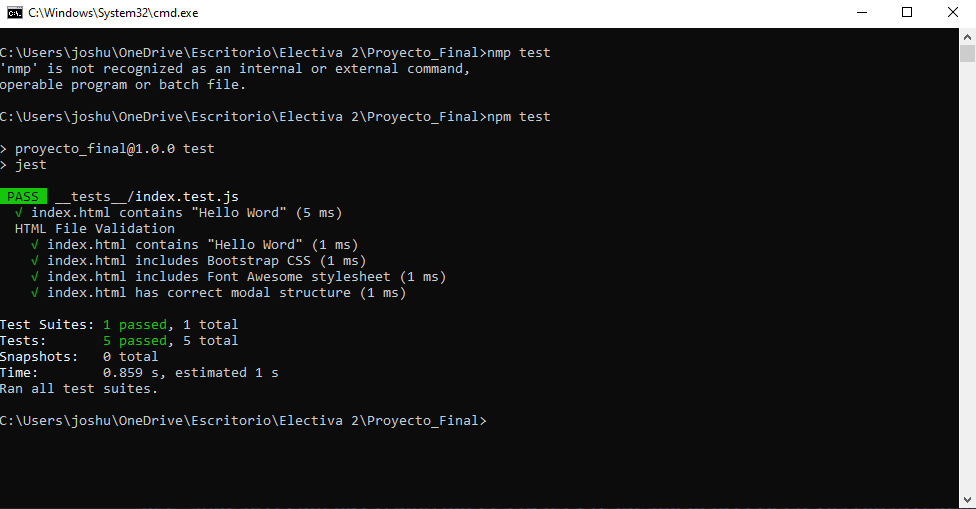 C:\Windows\System32\cmd.exe
C:\Users\joshu\OneDrive\Escritorio\Electiva 2\Proyecto_Final>nmp test
'nmp' is not recognized as an internal or external command,
operable program or batch file.
C:\Users\joshu\OneDrive\Escritorio\Electiva 2\Proyecto_Final>npm test
> proyecto_final@1.0.0 test
> jest
PASS __tests__/index.test.js
√ index.html contains "Hello Word" (5 ms)
HTML File Validation
√ index.html contains "Hello Word" (1 ms)
√ index.html includes Bootstrap CSS (1 ms)
√ index.html includes Font Awesome stylesheet (1 ms)
√ index.html has correct modal structure (1 ms)
Test Suites: 1 passed, 1 total
Tests: 5 passed, 5 total
Snapshots: 0 total
Time: 0.859 s, estimated 1 s
Ran all test suites.
C:\Users\joshu\OneDrive\Escritorio\Electiva 2\Proyecto_Final>